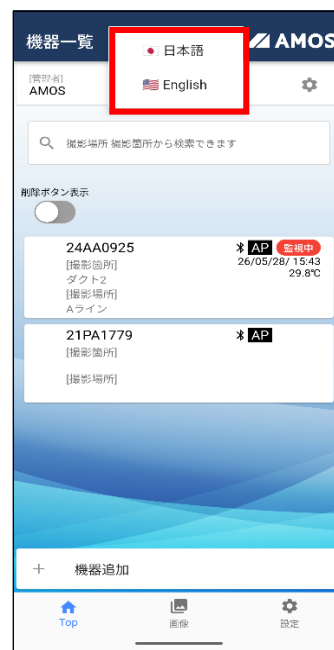 機器一覧
日本語
AMOS
English
[管理者]
AMOS
撮影場所 撮影箇所から検索できます
削除ボタン表示
24AA0925
AP 監視中
[撮影箇所]
26/05/28/ 15:43
ダクト2
29.8℃
[撮影場所]
Aライン
21PA1779
AP
[撮影箇所]
[撮影場所]
+ 機器追加
Top
画像
設定